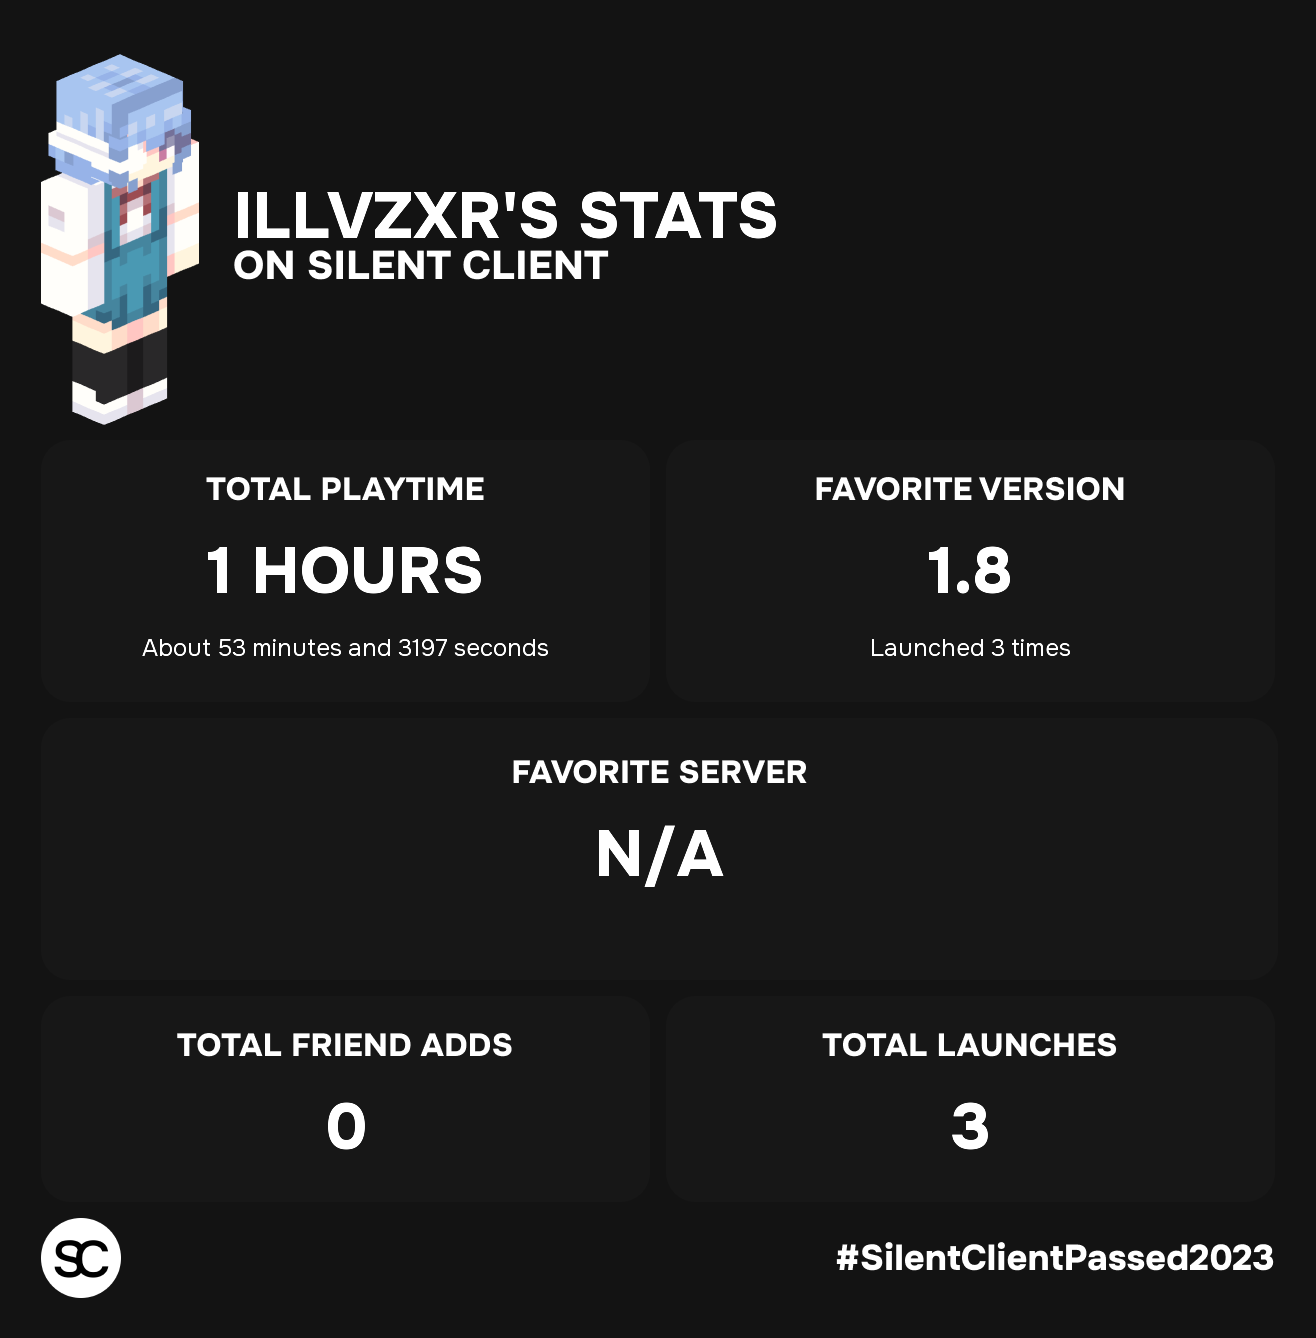 ILLVZXR'S STATS
ON SILENT CLIENT
TOTAL PLAYTIME
1 HOURS
About 53 minutes and 3197 seconds
FAVORITE VERSION
1.8
Launched 3 times
FAVORITE SERVER
N/A
TOTAL FRIEND ADDS
0
TOTAL LAUNCHES
3
SC
#SilentClientPassed2023